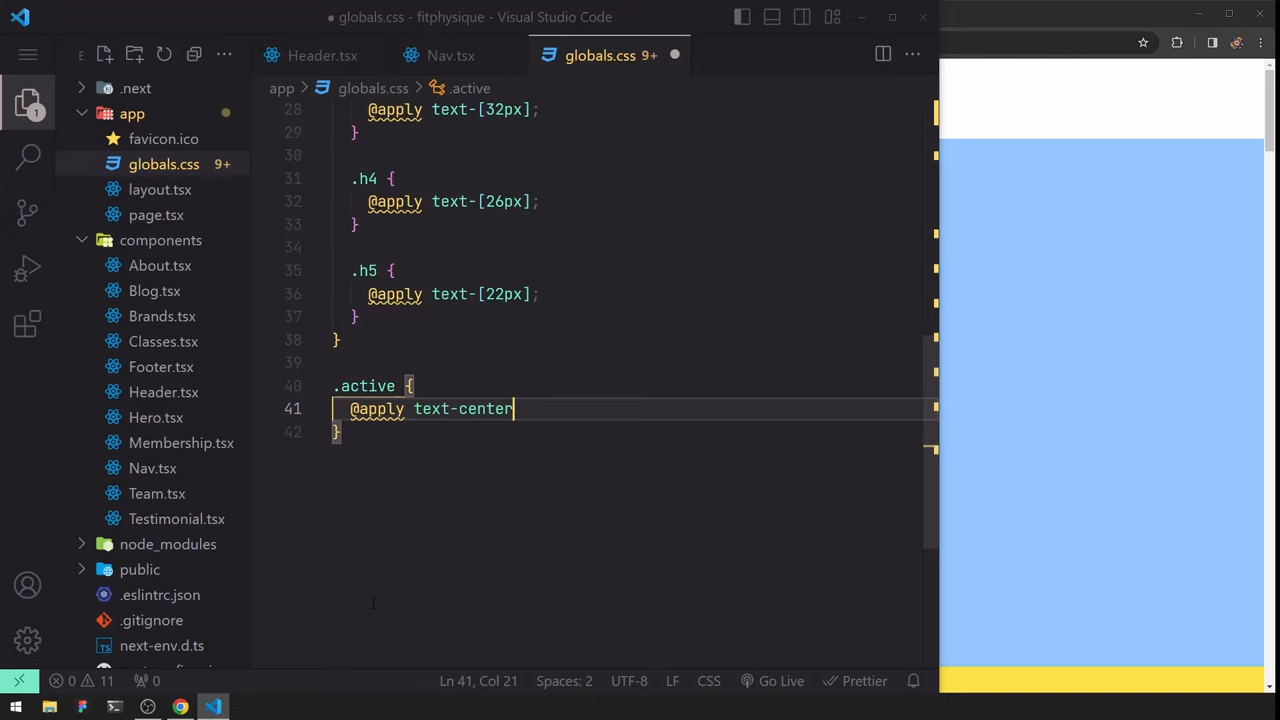 ● globals.css - fitphysique - Visual Studio Code
E
Header.tsx
Nav.tsx
globals.css 9+
app > globals.css > .active
.next
app
favicon.ico
globals.css 9+
layout.tsx
page.tsx
components
About.tsx
Blog.tsx
Brands.tsx
Classes.tsx
Footer.tsx
Header.tsx
Hero.tsx
Membership.tsx
Nav.tsx
Team.tsx
Testimonial.tsx
node_modules
public
.eslintrc.json
.gitignore
next-env.d.ts
1
28 @apply text-[32px];
29 }
30
31 .h4 {
32 @apply text-[26px];
33 }
34
35 .h5 {
36 @apply text-[22px];
37 }
38 }
39
40 .active {
41 @apply text-center
42 }
0 11 0 Ln 41, Col 21 Spaces: 2 UTF-8 LF CSS Go Live Prettier